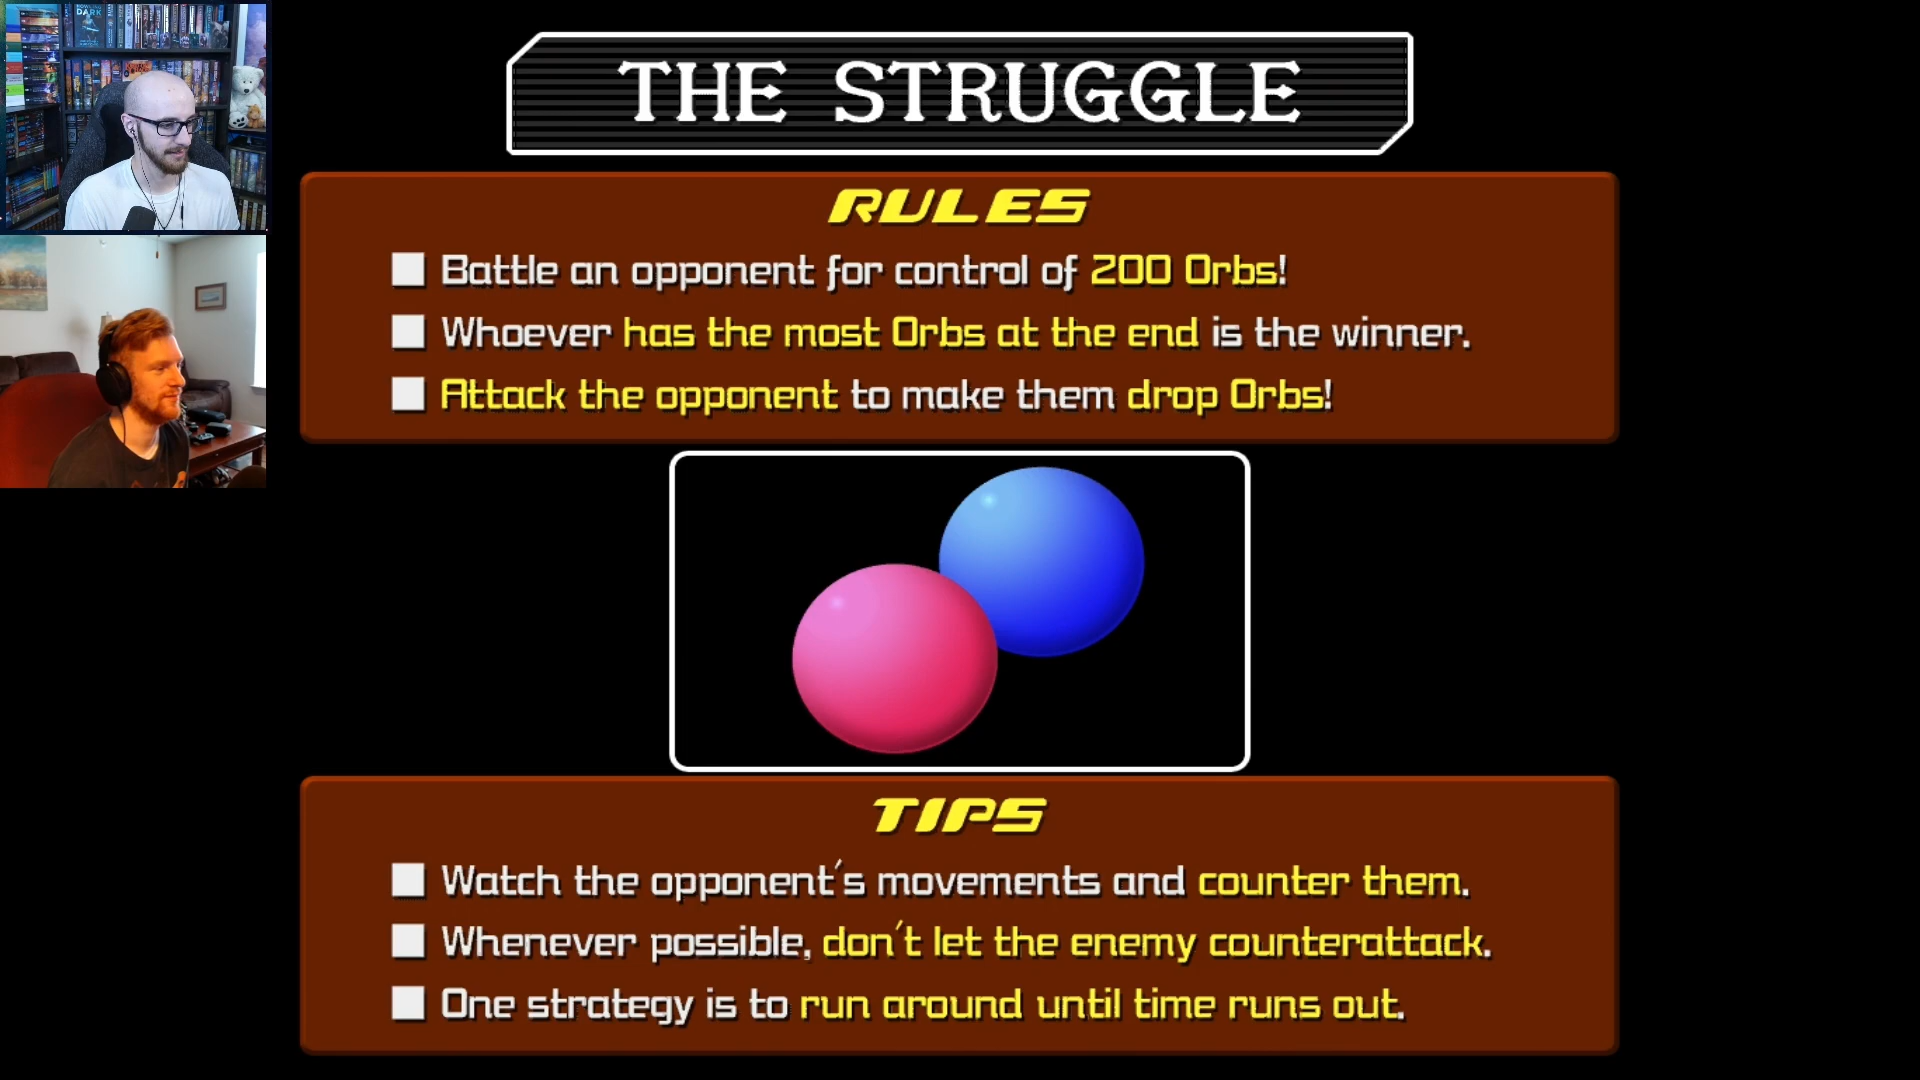 THE STRUGGLE
RULES
Battle an opponent for control of 200 Orbs!
Whoever has the most Orbs at the end is the winner.
Attack the opponent to make them drop Orbs!
TIPS
Watch the opponent's movements and counter them.
Whenever possible, don't let the enemy counterattack.
One strategy is to run around until time runs out.
DARK